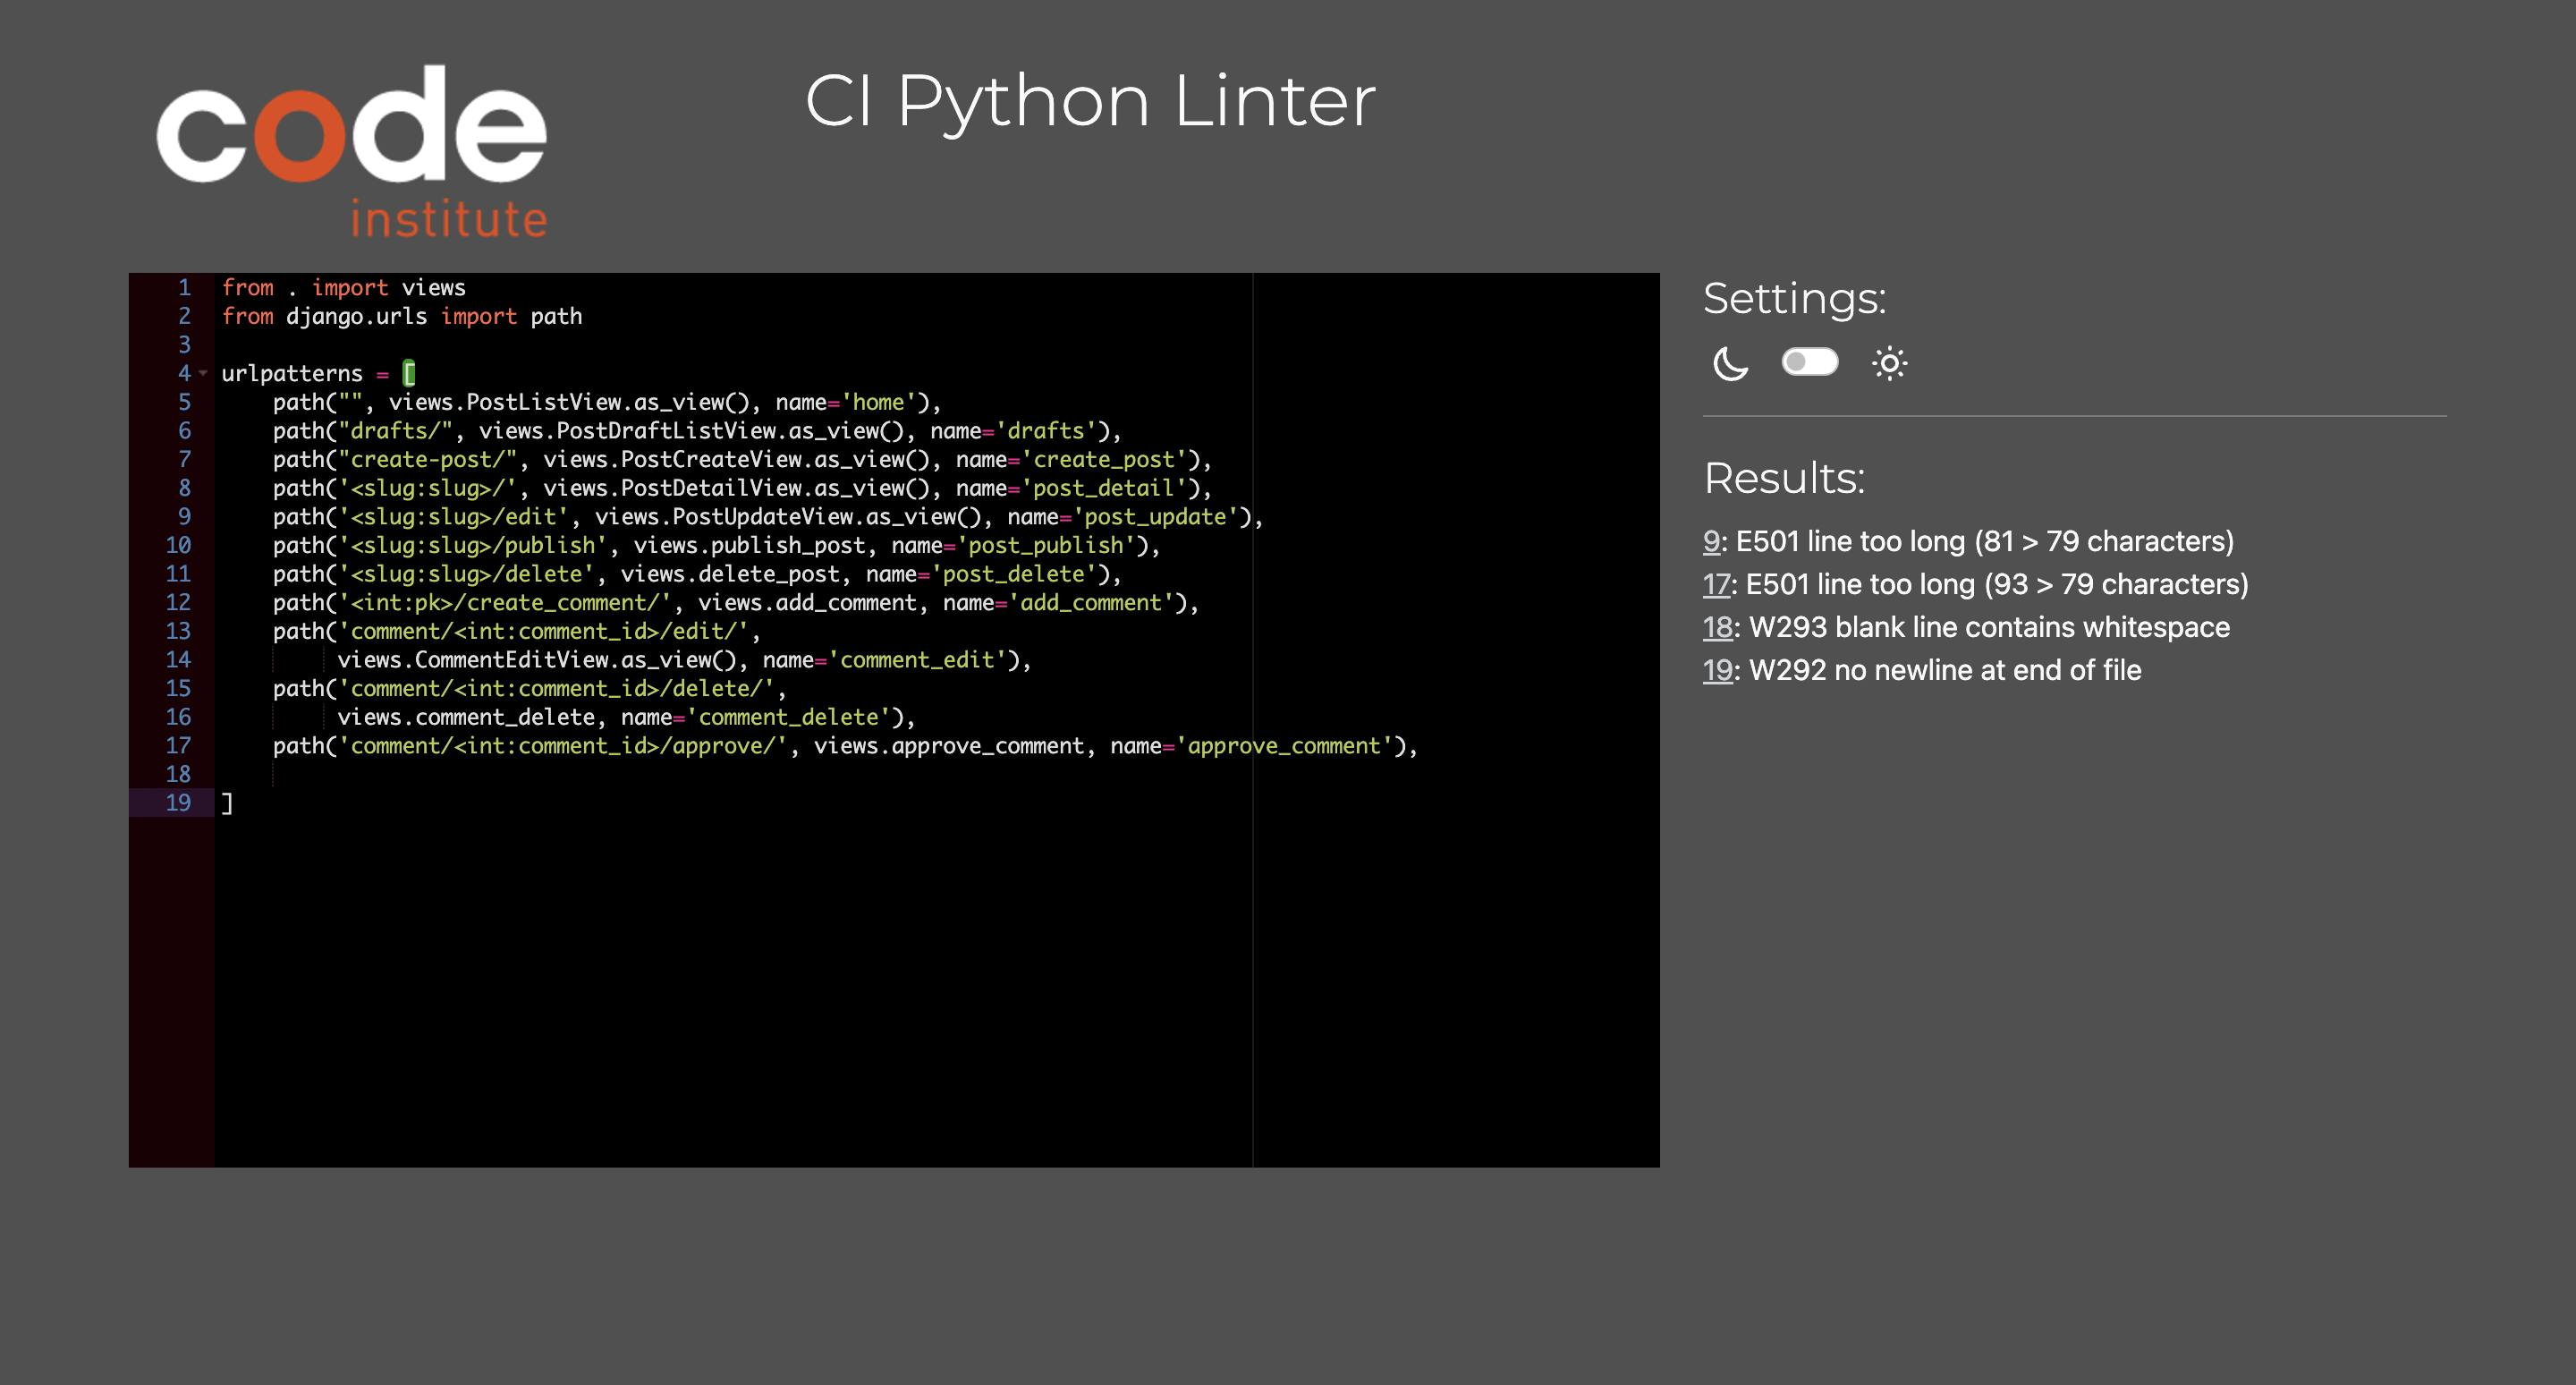 code
institute
CI Python Linter
1 from . import views
2 from django.urls import path
3
4 urlpatterns = [
5     path("", views.PostListView.as_view(), name='home'),
6     path("drafts/", views.PostDraftListView.as_view(), name='drafts'),
7     path("create-post/", views.PostCreateView.as_view(), name='create_post'),
8     path('<slug:slug>/', views.PostDetailView.as_view(), name='post_detail'),
9     path('<slug:slug>/edit', views.PostUpdateView.as_view(), name='post_update'),
10     path('<slug:slug>/publish', views.publish_post, name='post_publish'),
11     path('<slug:slug>/delete', views.delete_post, name='post_delete'),
12     path('<int:pk>/create_comment/', views.add_comment, name='add_comment'),
13     path('comment/<int:comment_id>/edit/',
14          views.CommentEditView.as_view(), name='comment_edit'),
15     path('comment/<int:comment_id>/delete/',
16          views.comment_delete, name='comment_delete'),
17     path('comment/<int:comment_id>/approve/', views.approve_comment, name='approve_comment'),
18
19 ]
Settings:
Results:
9: E501 line too long (81 > 79 characters)
17: E501 line too long (93 > 79 characters)
18: W293 blank line contains whitespace
19: W292 no newline at end of file